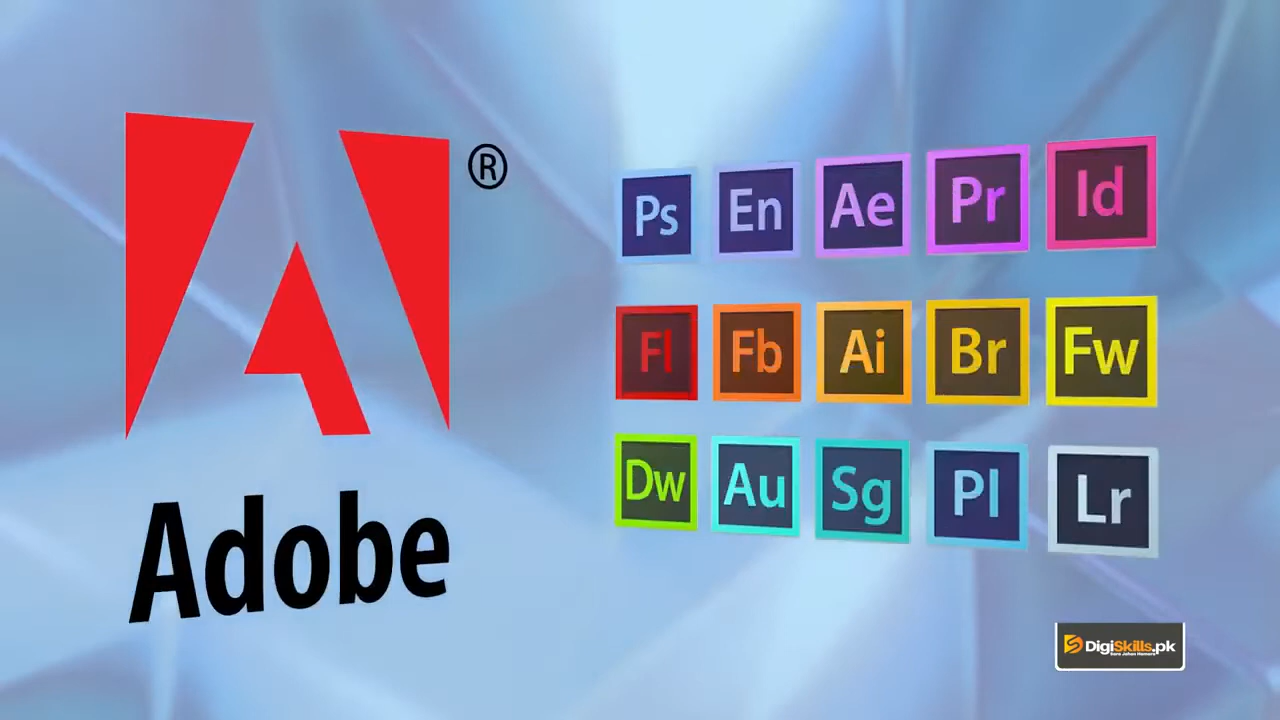 ®
Adobe
Ps En Ae Pr Id
Fl Fb Ai Br Fw
Dw Au Sg Pl Lr
DigiSkills.pk